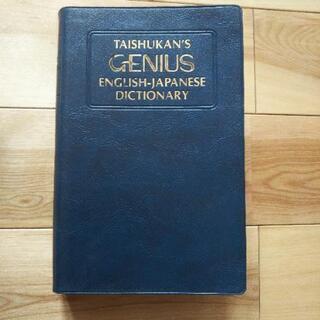 TAISHUKAN'S
GENIUS
ENGLISH-JAPANESE
DICTIONARY